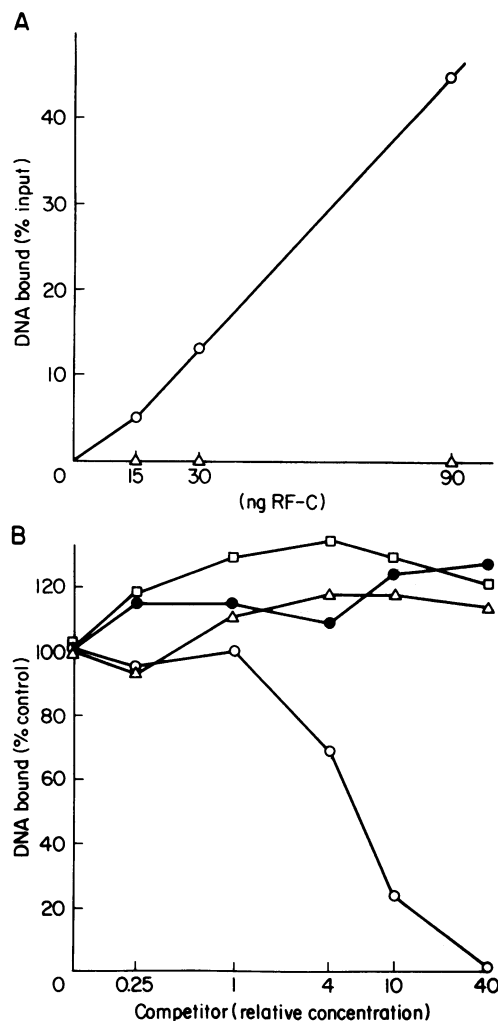 A
DNA bound (% input)
40
30
20
10
0
15 30 90
(ng RF-C)
B
DNA bound (% control)
120
100
80
60
40
20
0
0.25 1 4 10 40
Competitor (relative concentration)